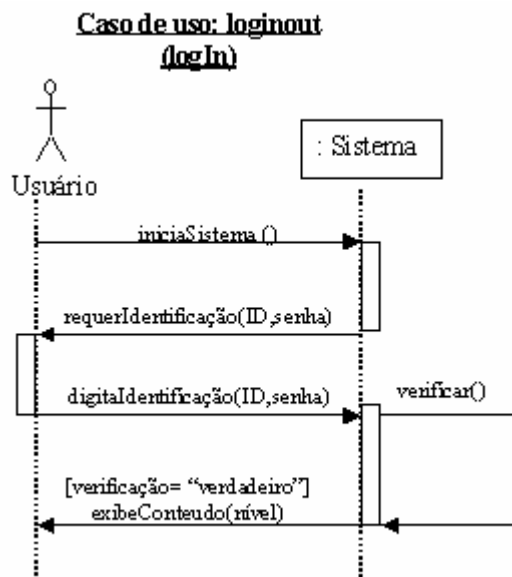 Caso de uso: loginout
(logIn)
: Sistema
Usuário
iniciaSistema ()
requerIdentificação(ID,senha)
digitaIdentificação(ID,senha)
verificar()
[verificação= “verdadeiro”]
exibeConteudo(nível)